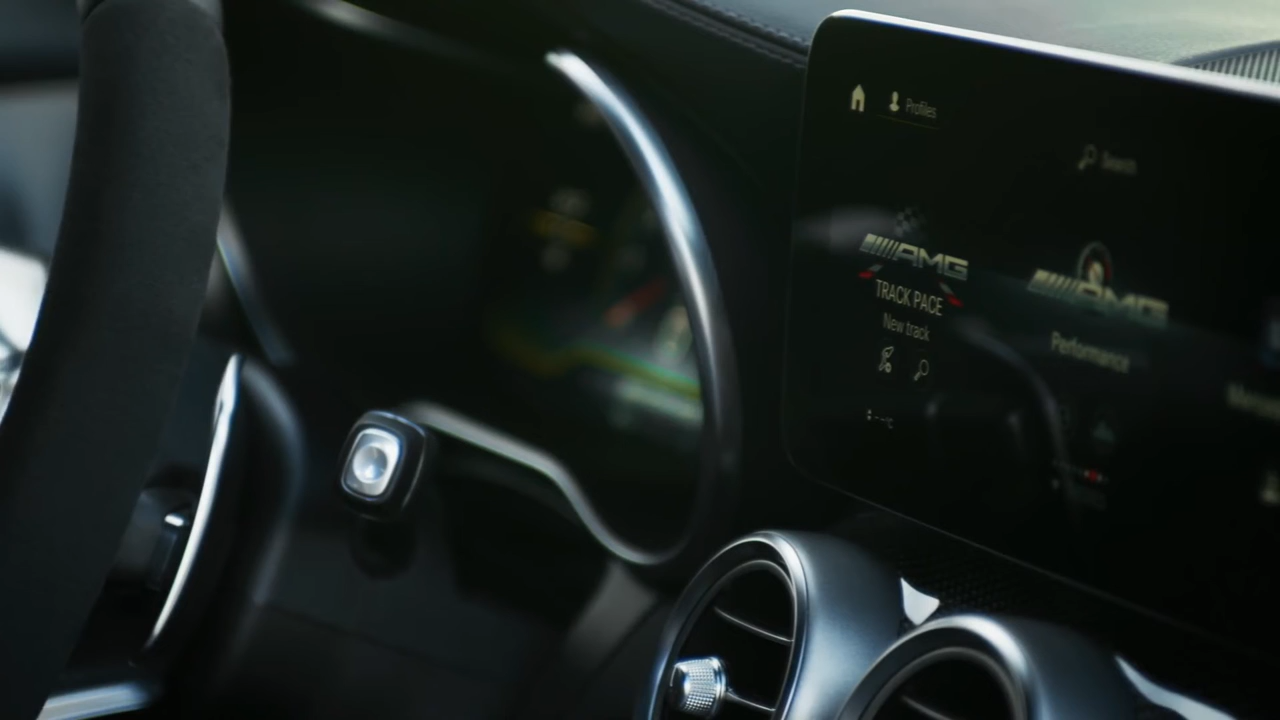 Profiles
Search
AMG
TRACK PACE
New track
AMG
Performance